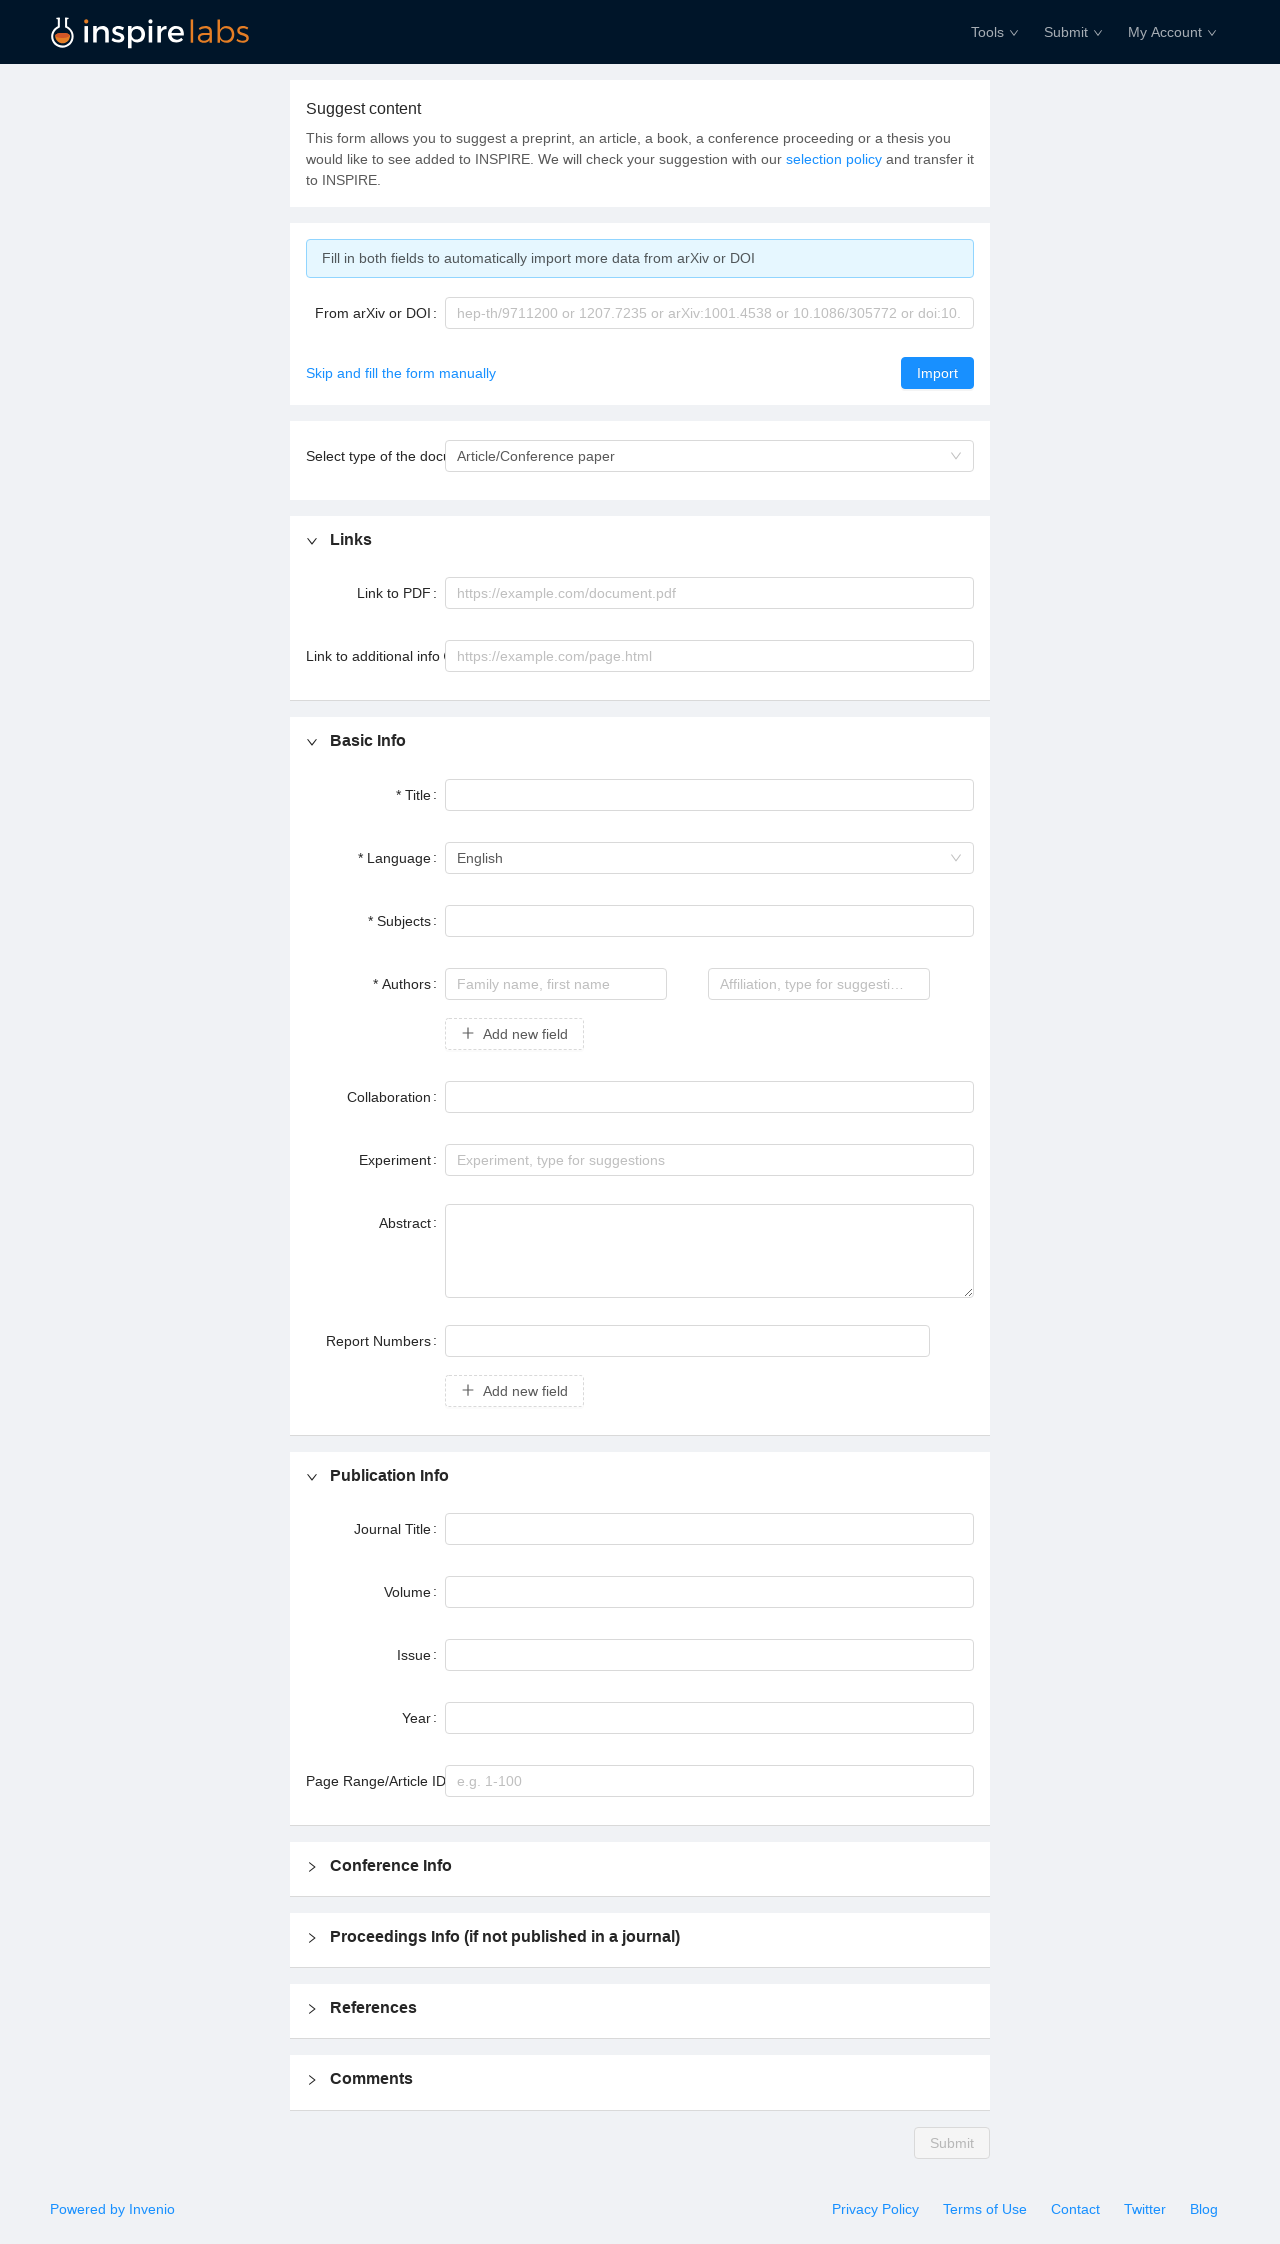 inspire labs
Tools Submit My Account
Suggest content
This form allows you to suggest a preprint, an article, a book, a conference proceeding or a thesis you
would like to see added to INSPIRE. We will check your suggestion with our selection policy and transfer it
to INSPIRE.
Fill in both fields to automatically import more data from arXiv or DOI
From arXiv or DOI: hep-th/9711200 or 1207.7235 or arXiv:1001.4538 or 10.1086/305772 or doi:10.
Skip and fill the form manually Import
Select type of the Article/Conference paper
Links
Link to PDF: https://example.com/document.pdf
Link to additional info https://example.com/page.html
Basic Info
* Title:
* Language: English
* Subjects:
* Authors: Family name, first name Affiliation, type for suggesti...
+ Add new field
Collaboration:
Experiment: Experiment, type for suggestions
Abstract:
Report Numbers:
+ Add new field
Publication Info
Journal Title:
Volume:
Issue:
Year:
Page Range/Article ID e.g. 1-100
Conference Info
Proceedings Info (if not published in a journal)
References
Comments
Submit
Powered by Invenio Privacy Policy Terms of Use Contact Twitter Blog